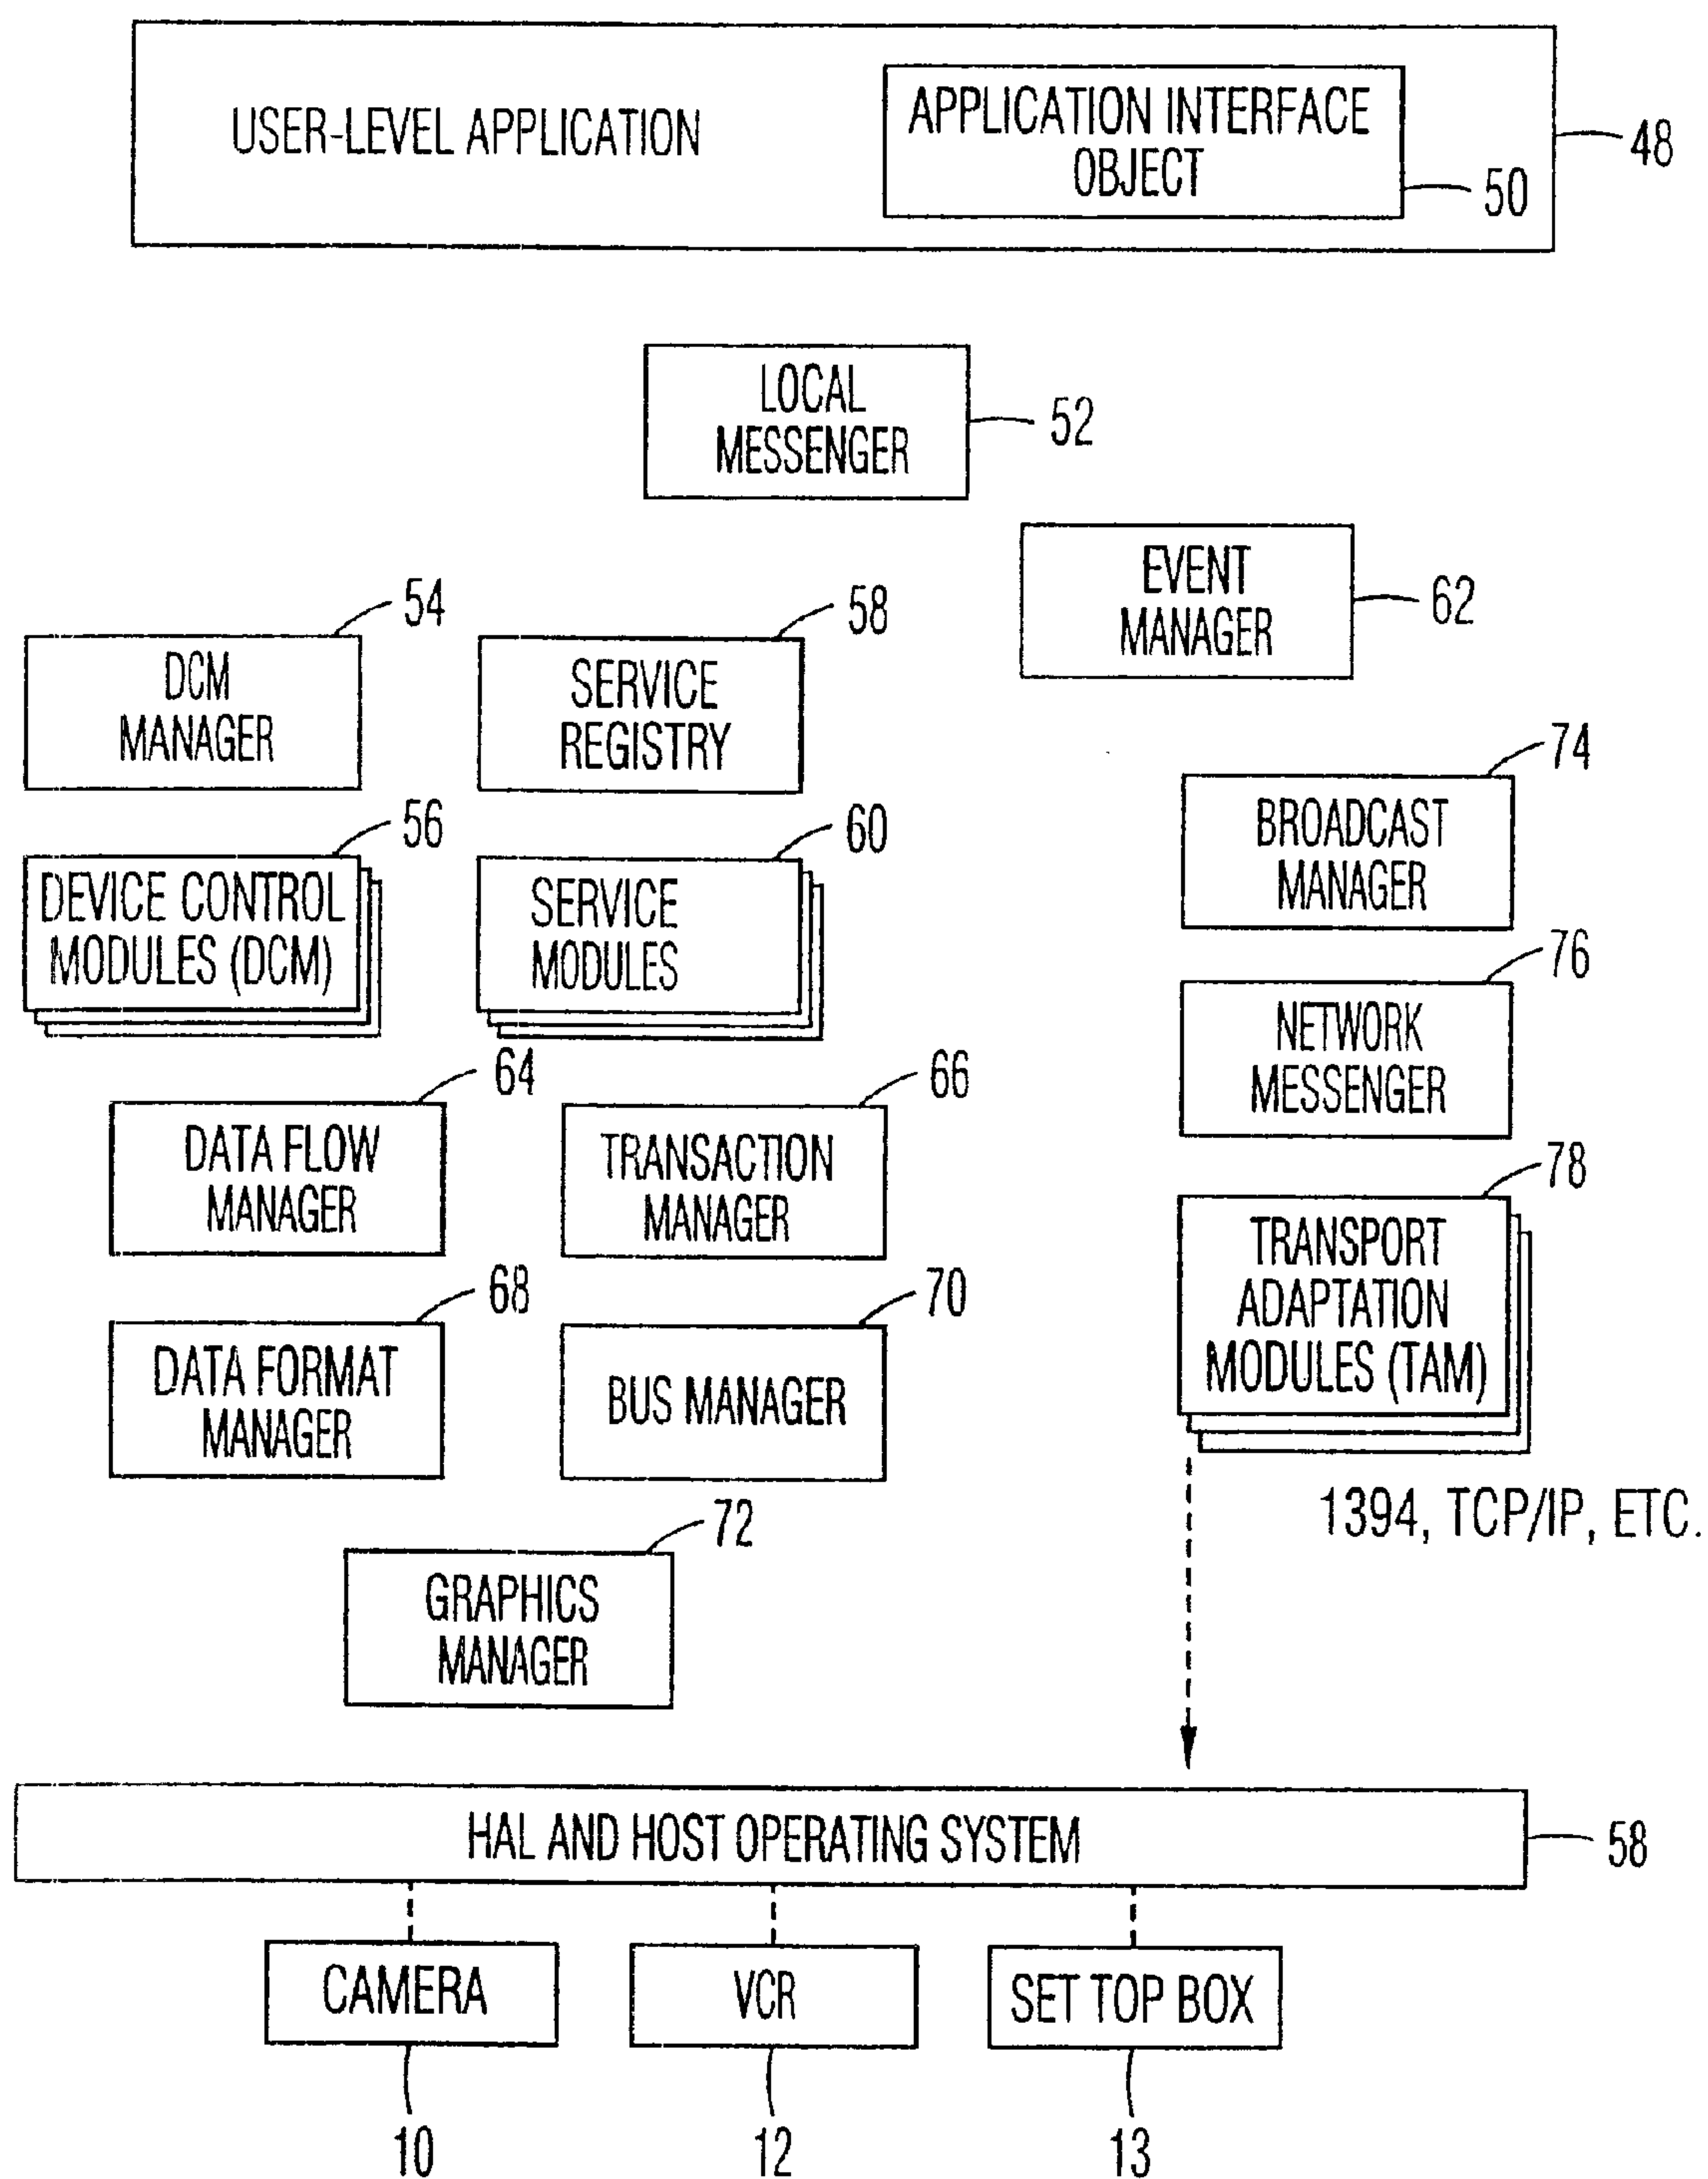 USER-LEVEL APPLICATION
APPLICATION INTERFACE
OBJECT
48
50
LOCAL
MESSENGER
52
EVENT
MANAGER
62
54
DCM
MANAGER
58
SERVICE
REGISTRY
74
BROADCAST
MANAGER
56
DEVICE CONTROL
MODULES (DCM)
60
SERVICE
MODULES
76
NETWORK
MESSENGER
64
DATA FLOW
MANAGER
66
TRANSACTION
MANAGER
78
TRANSPORT
ADAPTATION
MODULES (TAM)
68
DATA FORMAT
MANAGER
70
BUS MANAGER
1394, TCP/IP, ETC.
72
GRAPHICS
MANAGER
HAL AND HOST OPERATING SYSTEM
58
CAMERA
VCR
SET TOP BOX
10
12
13